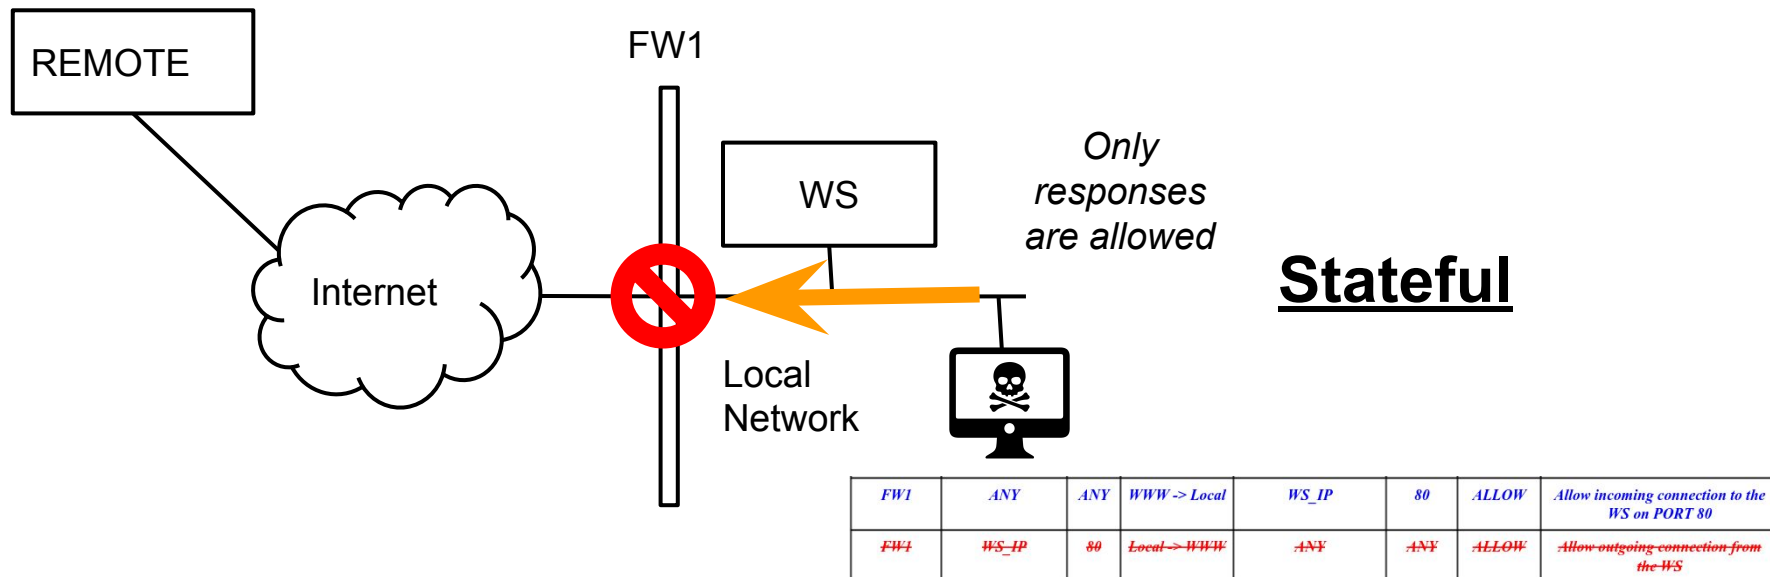 REMOTE
FW1
WS
Only
responses
are allowed
Internet
Stateful
Local
Network
FW1 ANY ANY WWW -> Local WS_IP 80 ALLOW Allow incoming connection to the
WS on PORT 80
FW1 WS_IP 80 Local -> WWW ANY ANY ALLOW Allow outgoing connection from
the WS